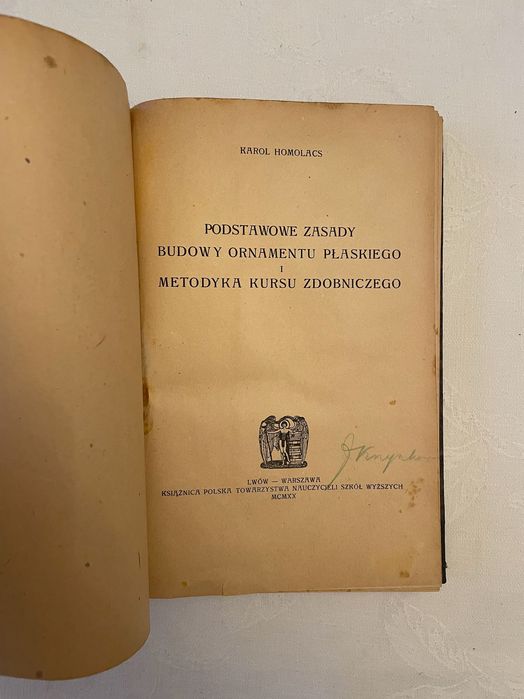 KAROL HOMOLACS
PODSTAWOWE ZASADY
BUDOWY ORNAMENTU PŁASKIEGO
I
METODYKA KURSU ZDOBNICZEGO
LWÓW — WARSZAWA
KSIĄŻNICA POLSKA TOWARZYSTWA NAUCZYCIELI SZKÓŁ WYŻSZYCH
MCMXX